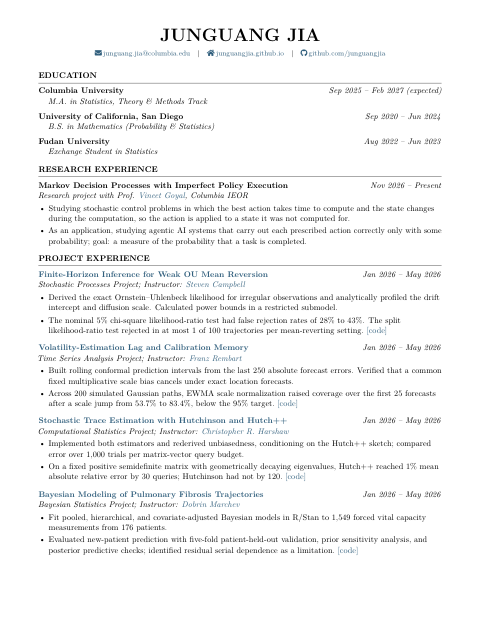 JUNGUANG JIA
junguang.jia@columbia.edu | junguangjia.github.io | github.com/junguangjia
EDUCATION
Columbia University Sep 2025 – Feb 2027 (expected)
M.A. in Statistics, Theory & Methods Track
University of California, San Diego Sep 2020 – Jun 2024
B.S. in Mathematics (Probability & Statistics)
Fudan University Aug 2022 – Jun 2023
Exchange Student in Statistics
RESEARCH EXPERIENCE
Markov Decision Processes with Imperfect Policy Execution Nov 2026 – Present
Research project with Prof. Vineet Goyal, Columbia IEOR
• Studying stochastic control problems in which the best action takes time to compute and the state changes
during the computation, so the action is applied to a state it was not computed for.
• As an application, studying agentic AI systems that carry out each prescribed action correctly only with some
probability; goal: a measure of the probability that a task is completed.
PROJECT EXPERIENCE
Finite-Horizon Inference for Weak OU Mean Reversion Jan 2026 – May 2026
Stochastic Processes Project; Instructor: Steven Campbell
• Derived the exact Ornstein–Uhlenbeck likelihood for irregular observations and analytically profiled the drift
intercept and diffusion scale. Calculated power bounds in a restricted submodel.
• The nominal 5% chi-square likelihood-ratio test had false rejection rates of 28% to 43%. The split
likelihood-ratio test rejected in at most 1 of 100 trajectories per mean-reverting setting. [code]
Volatility-Estimation Lag and Calibration Memory Jan 2026 – May 2026
Time Series Analysis Project; Instructor: Franz Rembart
• Built rolling conformal prediction intervals from the last 250 absolute forecast errors. Verified that a common
fixed multiplicative scale bias cancels under exact location forecasts.
• Across 200 simulated Gaussian paths, EWMA scale normalization raised coverage over the first 25 forecasts
after a scale jump from 53.7% to 83.4%, below the 95% target. [code]
Stochastic Trace Estimation with Hutchinson and Hutch++ Jan 2026 – May 2026
Computational Statistics Project; Instructor: Christopher R. Harshaw
• Implemented both estimators and rederived unbiasedness, conditioning on the Hutch++ sketch; compared
error over 1,000 trials per matrix-vector query budget.
• On a fixed positive semidefinite matrix with geometrically decaying eigenvalues, Hutch++ reached 1% mean
absolute relative error by 30 queries; Hutchinson had not by 120. [code]
Bayesian Modeling of Pulmonary Fibrosis Trajectories Jan 2026 – May 2026
Bayesian Statistics Project; Instructor: Dobrin Marchev
• Fit pooled, hierarchical, and covariate-adjusted Bayesian models in R/Stan to 1,549 forced vital capacity
measurements from 176 patients.
• Evaluated new-patient prediction with five-fold patient-held-out validation, prior sensitivity analysis, and
posterior predictive checks; identified residual serial dependence as a limitation. [code]